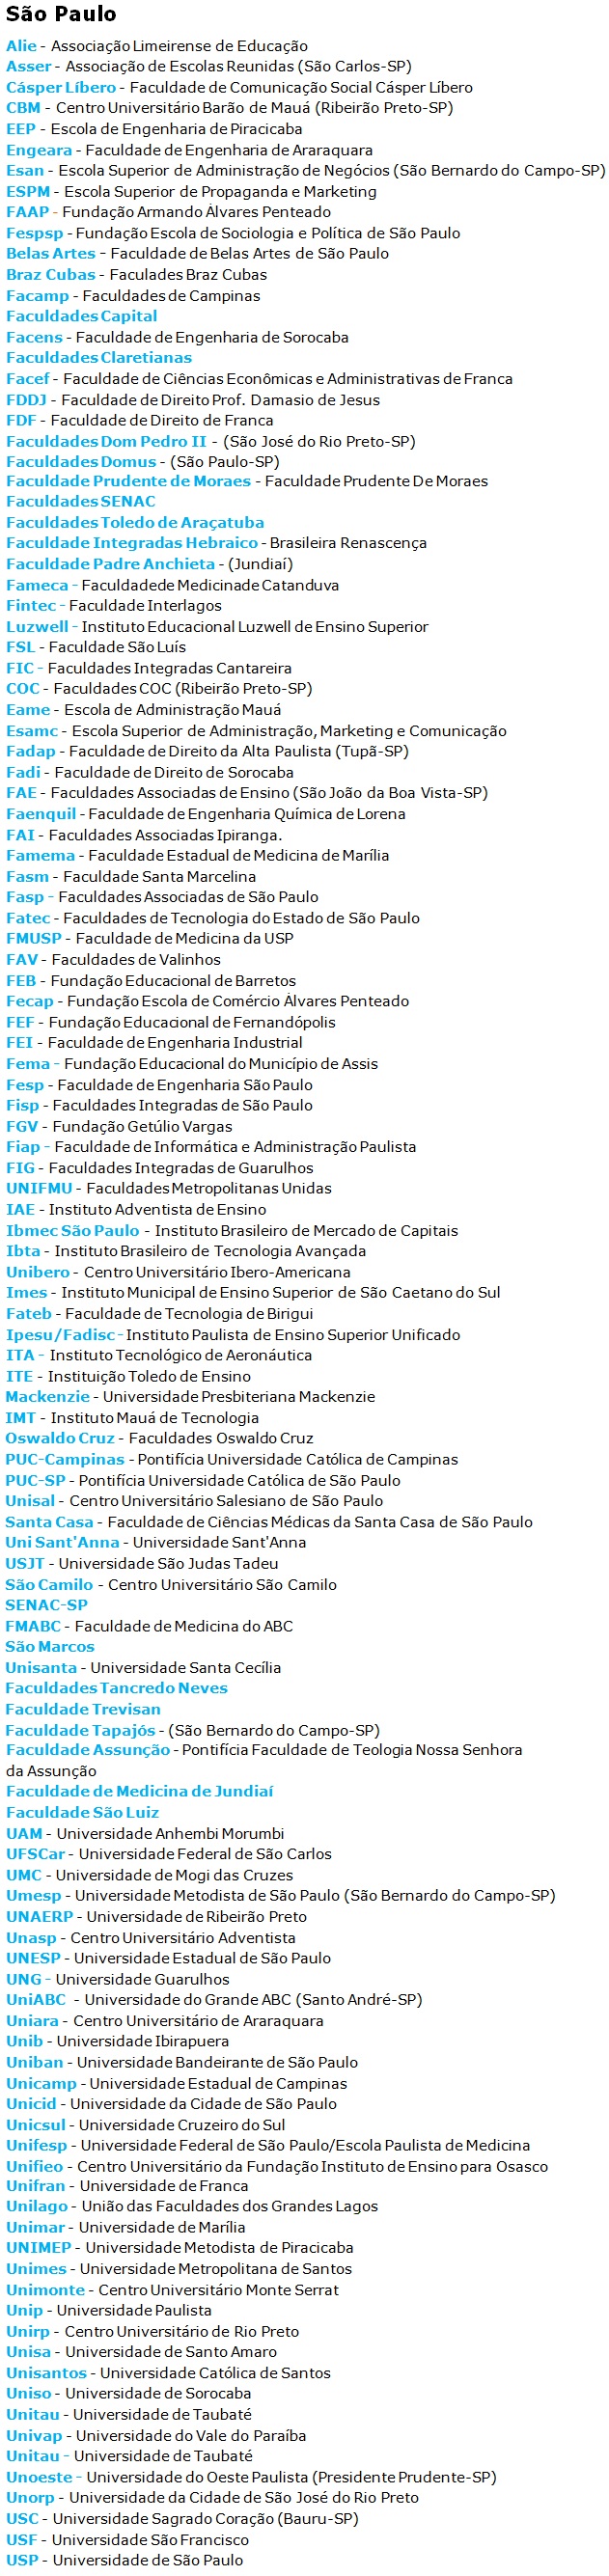 São Paulo
Alie - Associação Limeirense de Educação
Asser - Associação de Escolas Reunidas (São Carlos-SP)
Cásper Líbero - Faculdade de Comunicação Social Cásper Líbero
CBM - Centro Universitário Barão de Mauá (Ribeirão Preto-SP)
EEP - Escola de Engenharia de Piracicaba
Engeara - Faculdade de Engenharia de Araraquara
Esan - Escola Superior de Administração de Negócios (São Bernardo do Campo-SP)
ESPM - Escola Superior de Propaganda e Marketing
FAAP - Fundação Armando Álvares Penteado
Fespsp - Fundação Escola de Sociologia e Política de São Paulo
Belas Artes - Faculdade de Belas Artes de São Paulo
Braz Cubas - Faculades Braz Cubas
Facamp - Faculdades de Campinas
Faculdades Capital
Facens - Faculdade de Engenharia de Sorocaba
Faculdades Claretianas
Facef - Faculdade de Ciências Econômicas e Administrativas de Franca
FDDJ - Faculdade de Direito Prof. Damasio de Jesus
FDF - Faculdade de Direito de Franca
Faculdades Dom Pedro II - (São José do Rio Preto-SP)
Faculdades Domus - (São Paulo-SP)
Faculdade Prudente de Moraes - Faculdade Prudente De Moraes
Faculdades SENAC
Faculdades Toledo de Araçatuba
Faculdade Integradas Hebraico - Brasileira Renascença
Faculdade Padre Anchieta - (Jundiaí)
Fameca - Faculdadede Medicinade Catanduva
Fintec - Faculdade Interlagos
Luzwell - Instituto Educacional Luzwell de Ensino Superior
FSL - Faculdade São Luís
FIC - Faculdades Integradas Cantareira
COC - Faculdades COC (Ribeirão Preto-SP)
Eame - Escola de Administração Mauá
Esamc - Escola Superior de Administração, Marketing e Comunicação
Fadap - Faculdade de Direito da Alta Paulista (Tupã-SP)
Fadi - Faculdade de Direito de Sorocaba
FAE - Faculdades Associadas de Ensino (São João da Boa Vista-SP)
Faenquil - Faculdade de Engenharia Química de Lorena
FAI - Faculdades Associadas Ipiranga.
Famema - Faculdade Estadual de Medicina de Marília
Fasm - Faculdade Santa Marcelina
Fasp - Faculdades Associadas de São Paulo
Fatec - Faculdades de Tecnologia do Estado de São Paulo
FMUSP - Faculdade de Medicina da USP
FAV - Faculdades de Valinhos
FEB - Fundação Educacional de Barretos
Fecap - Fundação Escola de Comércio Álvares Penteado
FEF - Fundação Educacional de Fernandópolis
FEI - Faculdade de Engenharia Industrial
Fema - Fundação Educacional do Município de Assis
Fesp - Faculdade de Engenharia São Paulo
Fisp - Faculdades Integradas de São Paulo
FGV - Fundação Getúlio Vargas
Fiap - Faculdade de Informática e Administração Paulista
FIG - Faculdades Integradas de Guarulhos
UNIFMU - Faculdades Metropolitanas Unidas
IAE - Instituto Adventista de Ensino
Ibmec São Paulo - Instituto Brasileiro de Mercado de Capitais
Ibta - Instituto Brasileiro de Tecnologia Avançada
Unibero - Centro Universitário Ibero-Americana
Imes - Instituto Municipal de Ensino Superior de São Caetano do Sul
Fateb - Faculdade de Tecnologia de Birigui
Ipesu/Fadisc - Instituto Paulista de Ensino Superior Unificado
ITA - Instituto Tecnológico de Aeronáutica
ITE - Instituição Toledo de Ensino
Mackenzie - Universidade Presbiteriana Mackenzie
IMT - Instituto Mauá de Tecnologia
Oswaldo Cruz - Faculdades Oswaldo Cruz
PUC-Campinas - Pontifícia Universidade Católica de Campinas
PUC-SP - Pontifícia Universidade Católica de São Paulo
Unisal - Centro Universitário Salesiano de São Paulo
Santa Casa - Faculdade de Ciências Médicas da Santa Casa de São Paulo
Uni Sant'Anna - Universidade Sant'Anna
USJT - Universidade São Judas Tadeu
São Camilo - Centro Universitário São Camilo
SENAC-SP
FMABC - Faculdade de Medicina do ABC
São Marcos
Unisanta - Universidade Santa Cecília
Faculdades Tancredo Neves
Faculdade Trevisan
Faculdade Tapajós - (São Bernardo do Campo-SP)
Faculdade Assunção - Pontifícia Faculdade de Teologia Nossa Senhora
da Assunção
Faculdade de Medicina de Jundiaí
Faculdade São Luiz
UAM - Universidade Anhembi Morumbi
UFSCar - Universidade Federal de São Carlos
UMC - Universidade de Mogi das Cruzes
Umesp - Universidade Metodista de São Paulo (São Bernardo do Campo-SP)
UNAERP - Universidade de Ribeirão Preto
Unasp - Centro Universitário Adventista
UNESP - Universidade Estadual de São Paulo
UNG - Universidade Guarulhos
UniABC - Universidade do Grande ABC (Santo André-SP)
Uniara - Centro Universitário de Araraquara
Unib - Universidade Ibirapuera
Uniban - Universidade Bandeirante de São Paulo
Unicamp - Universidade Estadual de Campinas
Unicid - Universidade da Cidade de São Paulo
Unicsul - Universidade Cruzeiro do Sul
Unifesp - Universidade Federal de São Paulo/Escola Paulista de Medicina
Unifieo - Centro Universitário da Fundação Instituto de Ensino para Osasco
Unifran - Universidade de Franca
Unilago - União das Faculdades dos Grandes Lagos
Unimar - Universidade de Marília
UNIMEP - Universidade Metodista de Piracicaba
Unimes - Universidade Metropolitana de Santos
Unimonte - Centro Universitário Monte Serrat
Unip - Universidade Paulista
Unirp - Centro Universitário de Rio Preto
Unisa - Universidade de Santo Amaro
Unisantos - Universidade Católica de Santos
Uniso - Universidade de Sorocaba
Unitau - Universidade de Taubaté
Univap - Universidade do Vale do Paraíba
Unitau - Universidade de Taubaté
Unoeste - Universidade do Oeste Paulista (Presidente Prudente-SP)
Unorp - Universidade da Cidade de São José do Rio Preto
USC - Universidade Sagrado Coração (Bauru-SP)
USF - Universidade São Francisco
USP - Universidade de São Paulo